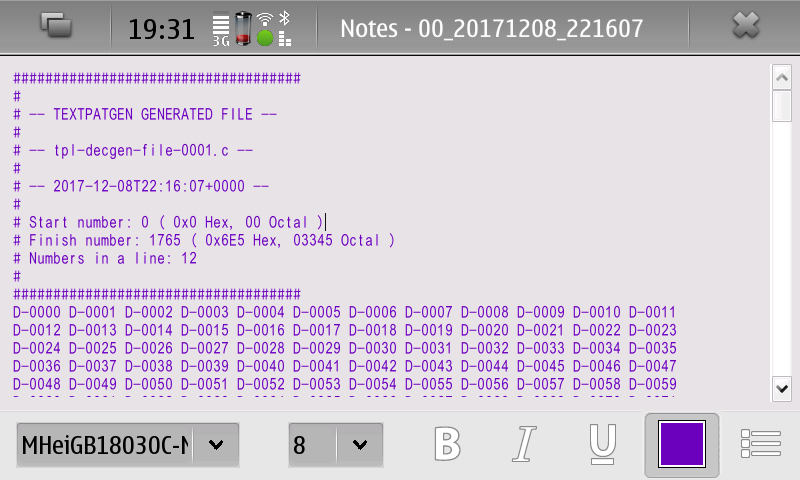 19:31
3G
Notes - 00_20171208_221607
####################################
#
# -- TEXTPATGEN GENERATED FILE --
#
# -- tpl-decgen-file-0001.c --
#
# -- 2017-12-08T22:16:07+0000 --
#
# Start number: 0 ( 0x0 Hex, 00 Octal )
# Finish number: 1765 ( 0x6E5 Hex, 03345 Octal )
# Numbers in a line: 12
#
####################################
D-0000 D-0001 D-0002 D-0003 D-0004 D-0005 D-0006 D-0007 D-0008 D-0009 D-0010 D-0011
D-0012 D-0013 D-0014 D-0015 D-0016 D-0017 D-0018 D-0019 D-0020 D-0021 D-0022 D-0023
D-0024 D-0025 D-0026 D-0027 D-0028 D-0029 D-0030 D-0031 D-0032 D-0033 D-0034 D-0035
D-0036 D-0037 D-0038 D-0039 D-0040 D-0041 D-0042 D-0043 D-0044 D-0045 D-0046 D-0047
D-0048 D-0049 D-0050 D-0051 D-0052 D-0053 D-0054 D-0055 D-0056 D-0057 D-0058 D-0059
MHeiGB18030C-M
8
B I U